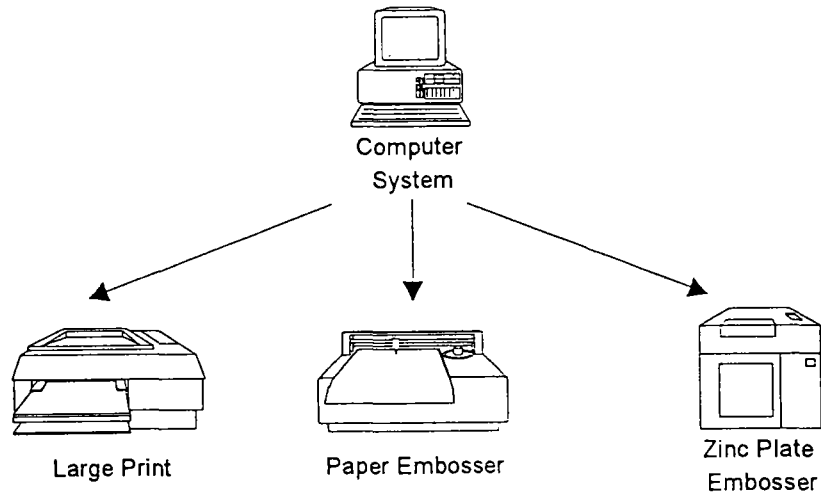 Computer
System
Large Print
Paper Embosser
Zinc Plate
Embosser